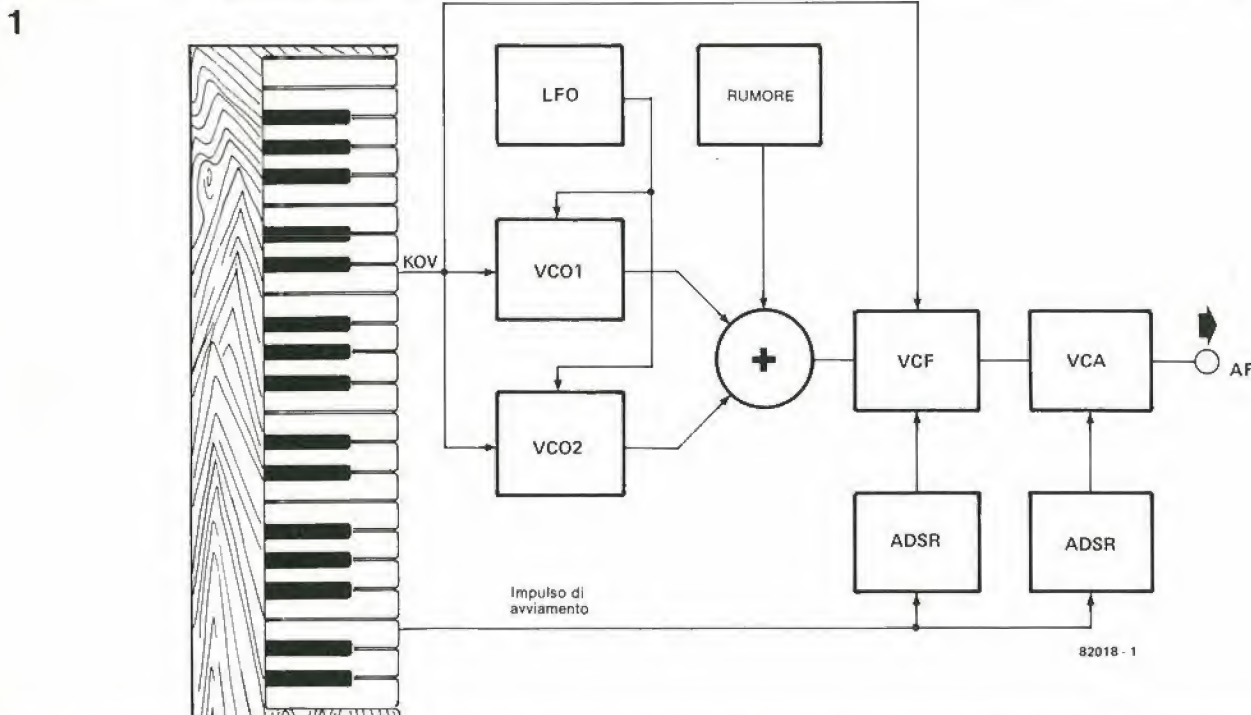 1
LFO
RUMORE
KOV
VCO1
VCO2
+
VCF
VCA
AF
ADSR
ADSR
Impulso di
avviamento
82018 - 1